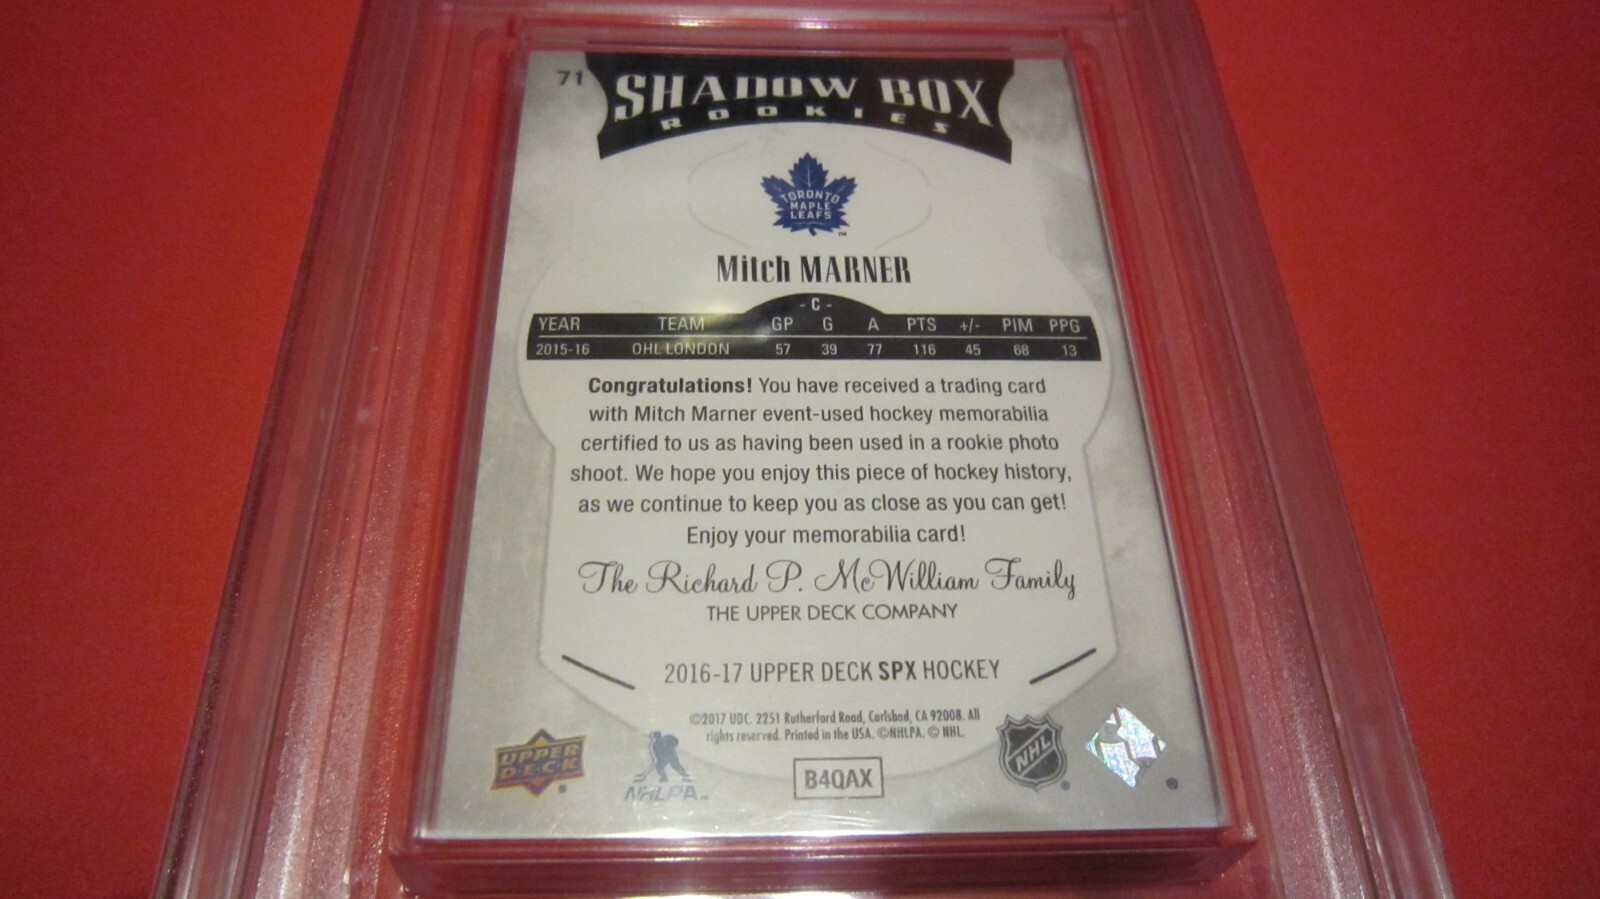 71
SHADOW BOX
ROOKIES
TORONTO
MAPLE
LEAFS
TM
Mitch MARNER
- C -
YEAR TEAM GP G A PTS +/- PIM PPG
2015-16 OHL LONDON 57 39 77 116 45 68 13
Congratulations! You have received a trading card
with Mitch Marner event-used hockey memorabilia
certified to us as having been used in a rookie photo
shoot. We hope you enjoy this piece of hockey history,
as we continue to keep you as close as you can get!
Enjoy your memorabilia card!
The Richard P. McWilliam Family
THE UPPER DECK COMPANY
2016-17 UPPER DECK SPX HOCKEY
©2017 UDC. 2251 Rutherford Road, Carlsbad, CA 92008. All
rights reserved. Printed in the USA. ©NHLPA. © NHL.
UPPER
D·E·C·K
NHLPA
B4QAX
NHL